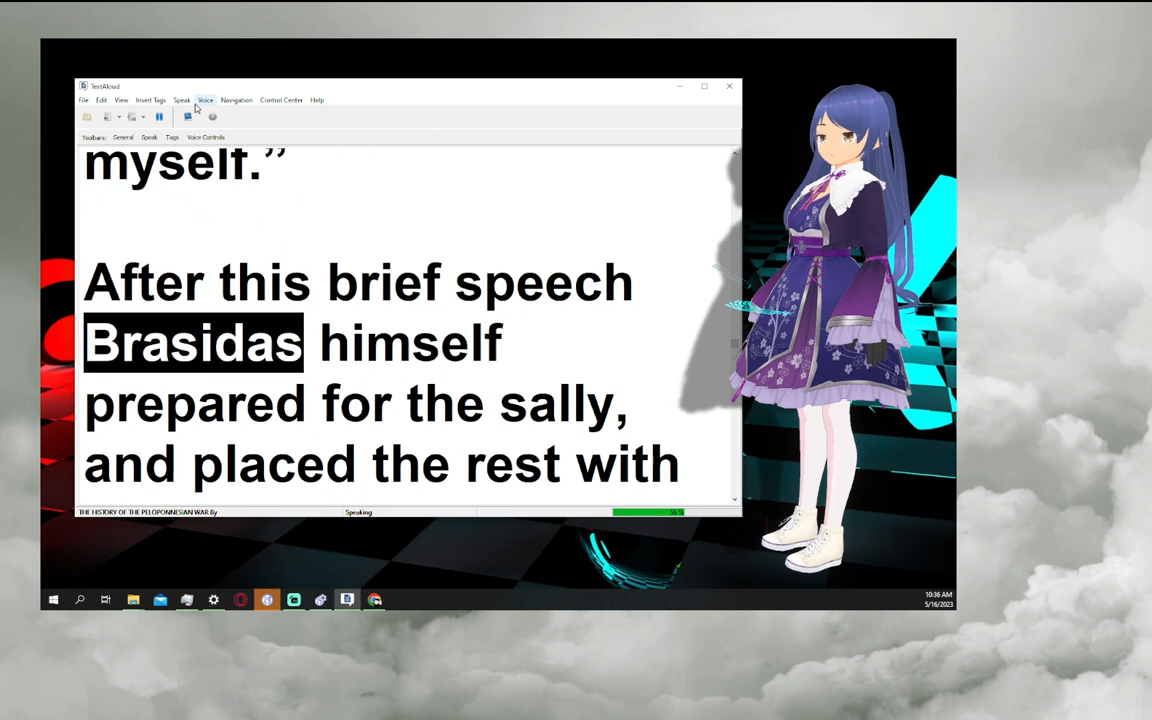 TextAloud
File Edit View Insert Tags Speak Voice Navigation Control Center Help
Toolbars: General Speak Tags Voice Controls
myself.”
After this brief speech
Brasidas himself
prepared for the sally,
and placed the rest with
THE HISTORY OF THE PELOPONNESIAN WAR By Speaking 56 %
10:36 AM
5/16/2023